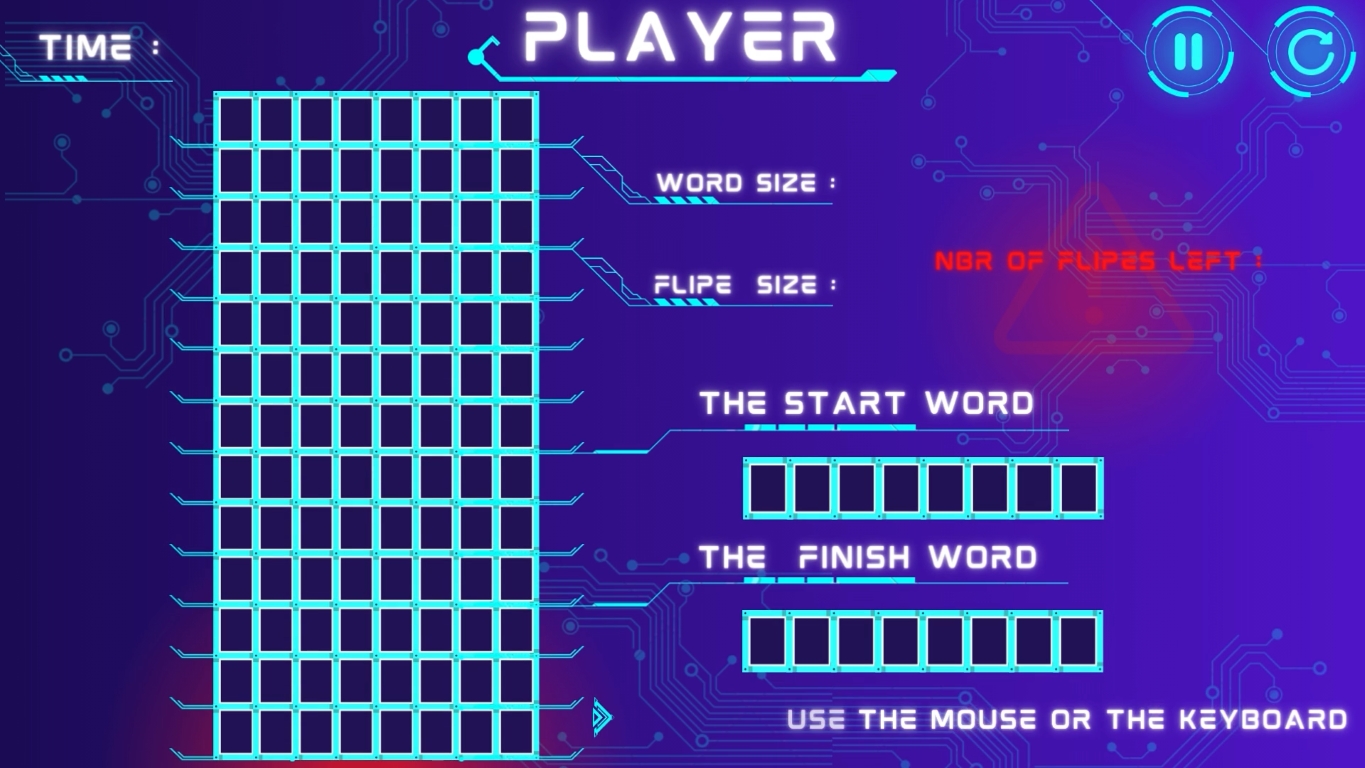 TIME :
PLAYER
WORD SIZE :
FLIPE SIZE :
NBR OF FLIPES LEFT :
THE START WORD
THE FINISH WORD
USE THE MOUSE OR THE KEYBOARD